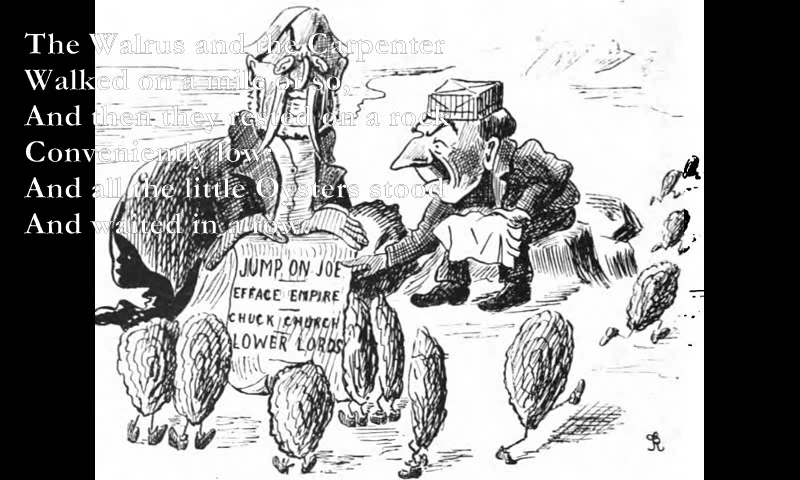 The Walrus and the Carpenter
Walked on a mile or so,
And then they rested on a rock
Conveniently low:
And all the little Oysters stood
And waited in a row.
JUMP ON JOE
EFFACE EMPIRE
CHUCK CHURCH
LOWER LORDS